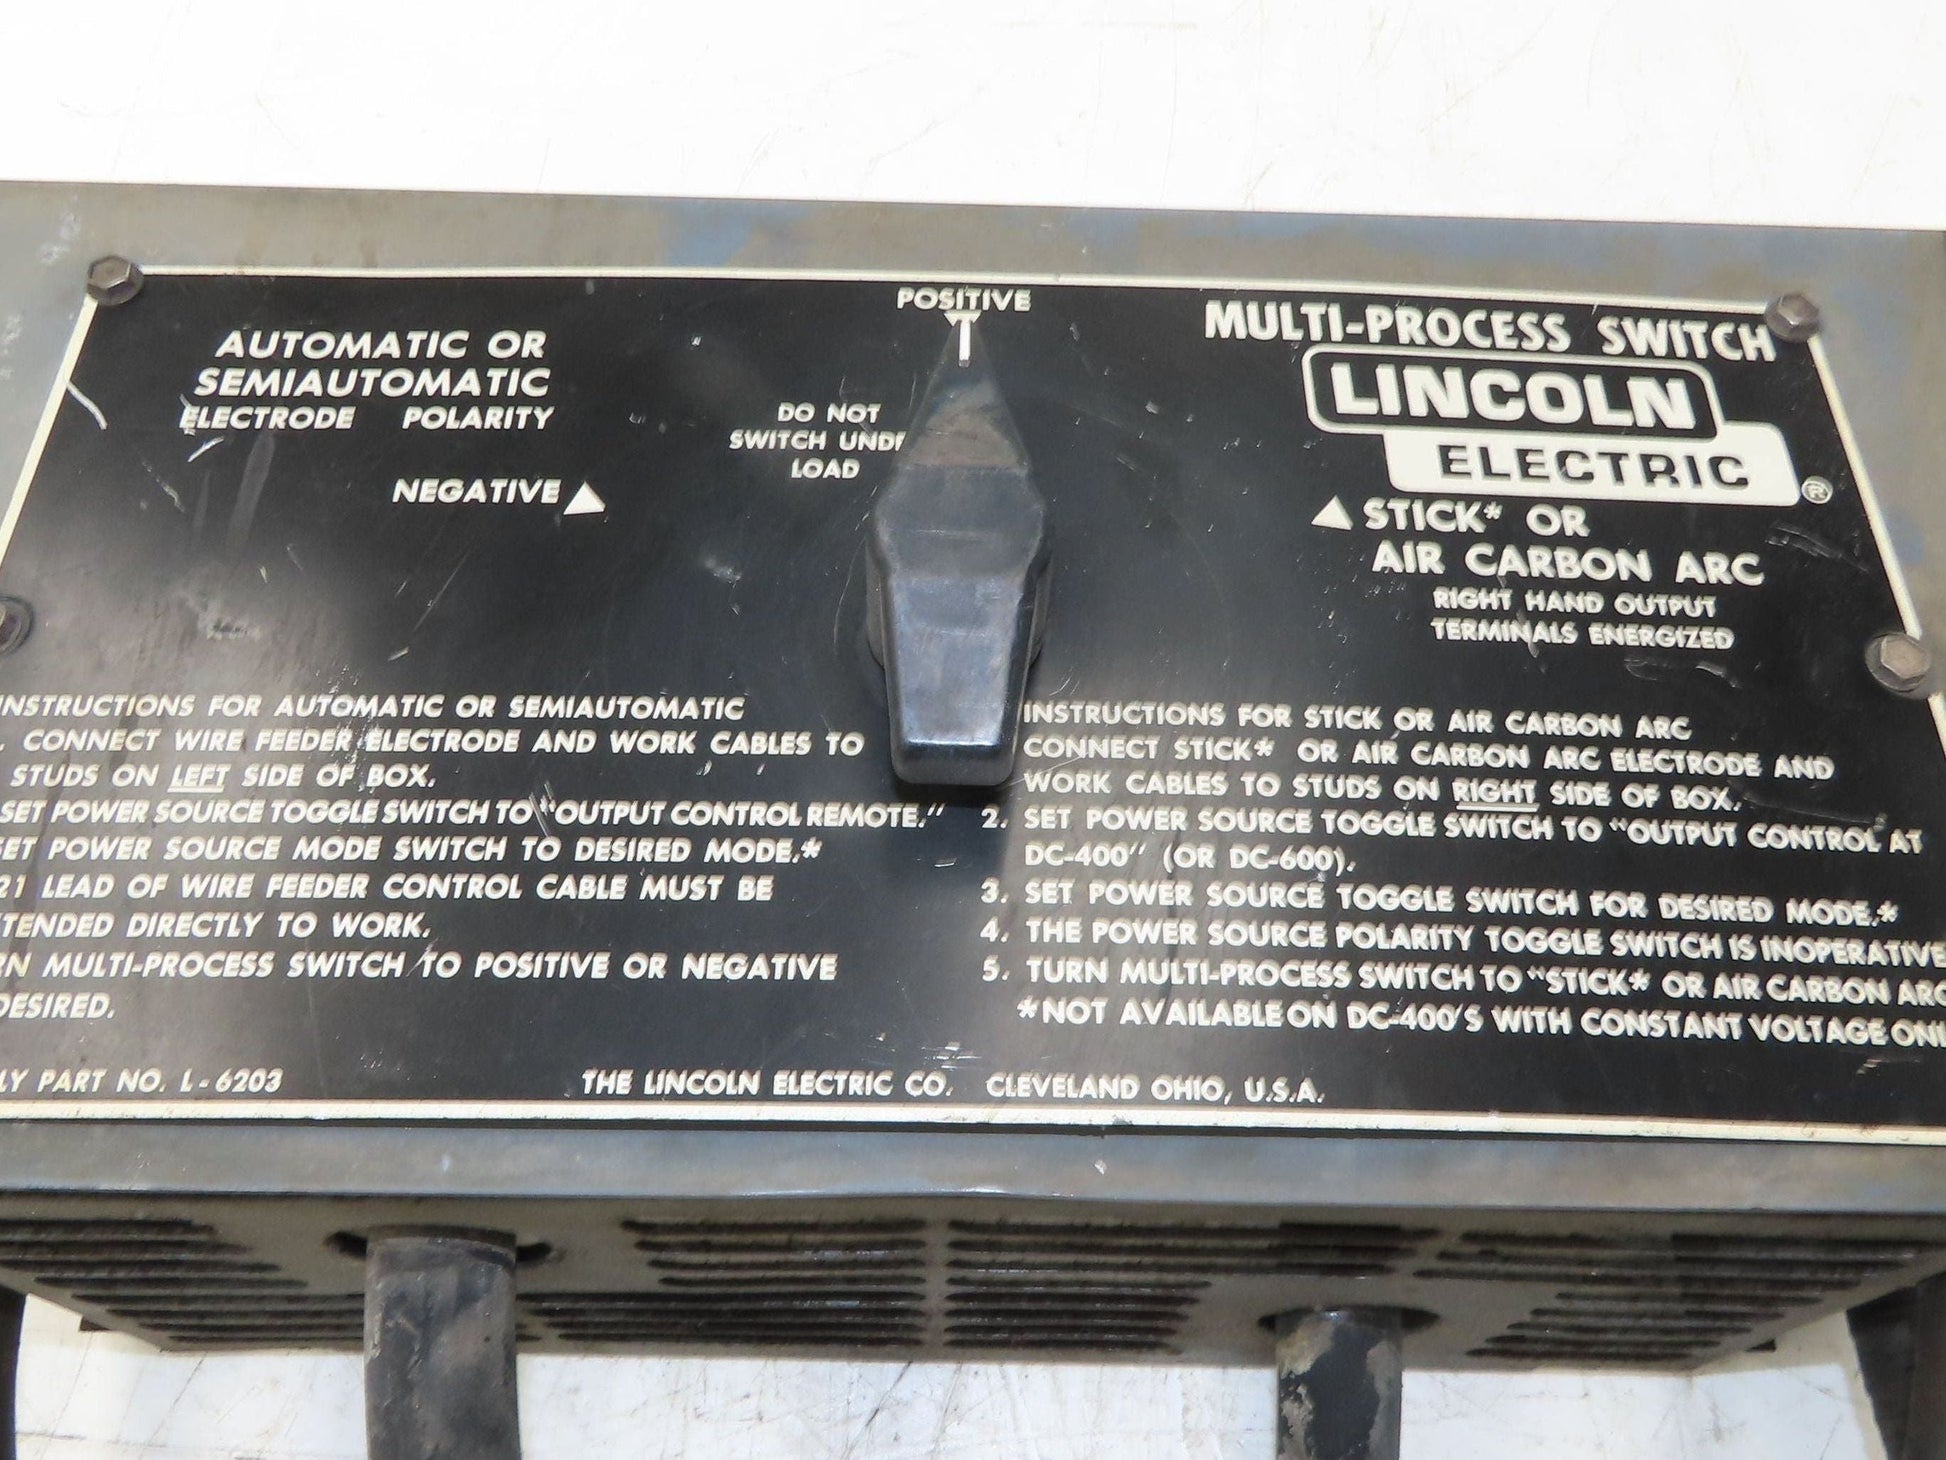 POSITIVE
AUTOMATIC OR
SEMIAUTOMATIC
ELECTRODE POLARITY
NEGATIVE
DO NOT
SWITCH
LOAD
MULTI-PROCESS SWITCH
LINCOLN
ELECTRIC
®
STICK* OR
AIR CARBON ARC
RIGHT HAND OUTPUT
TERMINALS ENERGIZED
INSTRUCTIONS FOR AUTOMATIC OR SEMIAUTOMATIC
. CONNECT WIRE FEEDER ELECTRODE AND WORK CABLES TO
STUDS ON LEFT SIDE OF BOX.
SET POWER SOURCE TOGGLE SWITCH TO "OUTPUT CONTROL REMOTE."
SET POWER SOURCE MODE SWITCH TO DESIRED MODE.*
21 LEAD OF WIRE FEEDER CONTROL CABLE MUST BE
TENDED DIRECTLY TO WORK.
RN MULTI-PROCESS SWITCH TO POSITIVE OR NEGATIVE
DESIRED.
LY PART NO. L-6203
INSTRUCTIONS FOR STICK OR AIR CARBON ARC
CONNECT STICK* OR AIR CARBON ARC ELECTRODE AND
WORK CABLES TO STUDS ON RIGHT SIDE OF BOX.
2. SET POWER SOURCE TOGGLE SWITCH TO "OUTPUT CONTROL AT
DC-400" (OR DC-600).
3. SET POWER SOURCE TOGGLE SWITCH FOR DESIRED MODE.*
4. THE POWER SOURCE POLARITY TOGGLE SWITCH IS INOPERATIVE
5. TURN MULTI-PROCESS SWITCH TO "STICK* OR AIR CARBON ARC
*NOT AVAILABLE ON DC-400'S WITH CONSTANT VOLTAGE ONL
THE LINCOLN ELECTRIC CO. CLEVELAND OHIO, U.S.A.